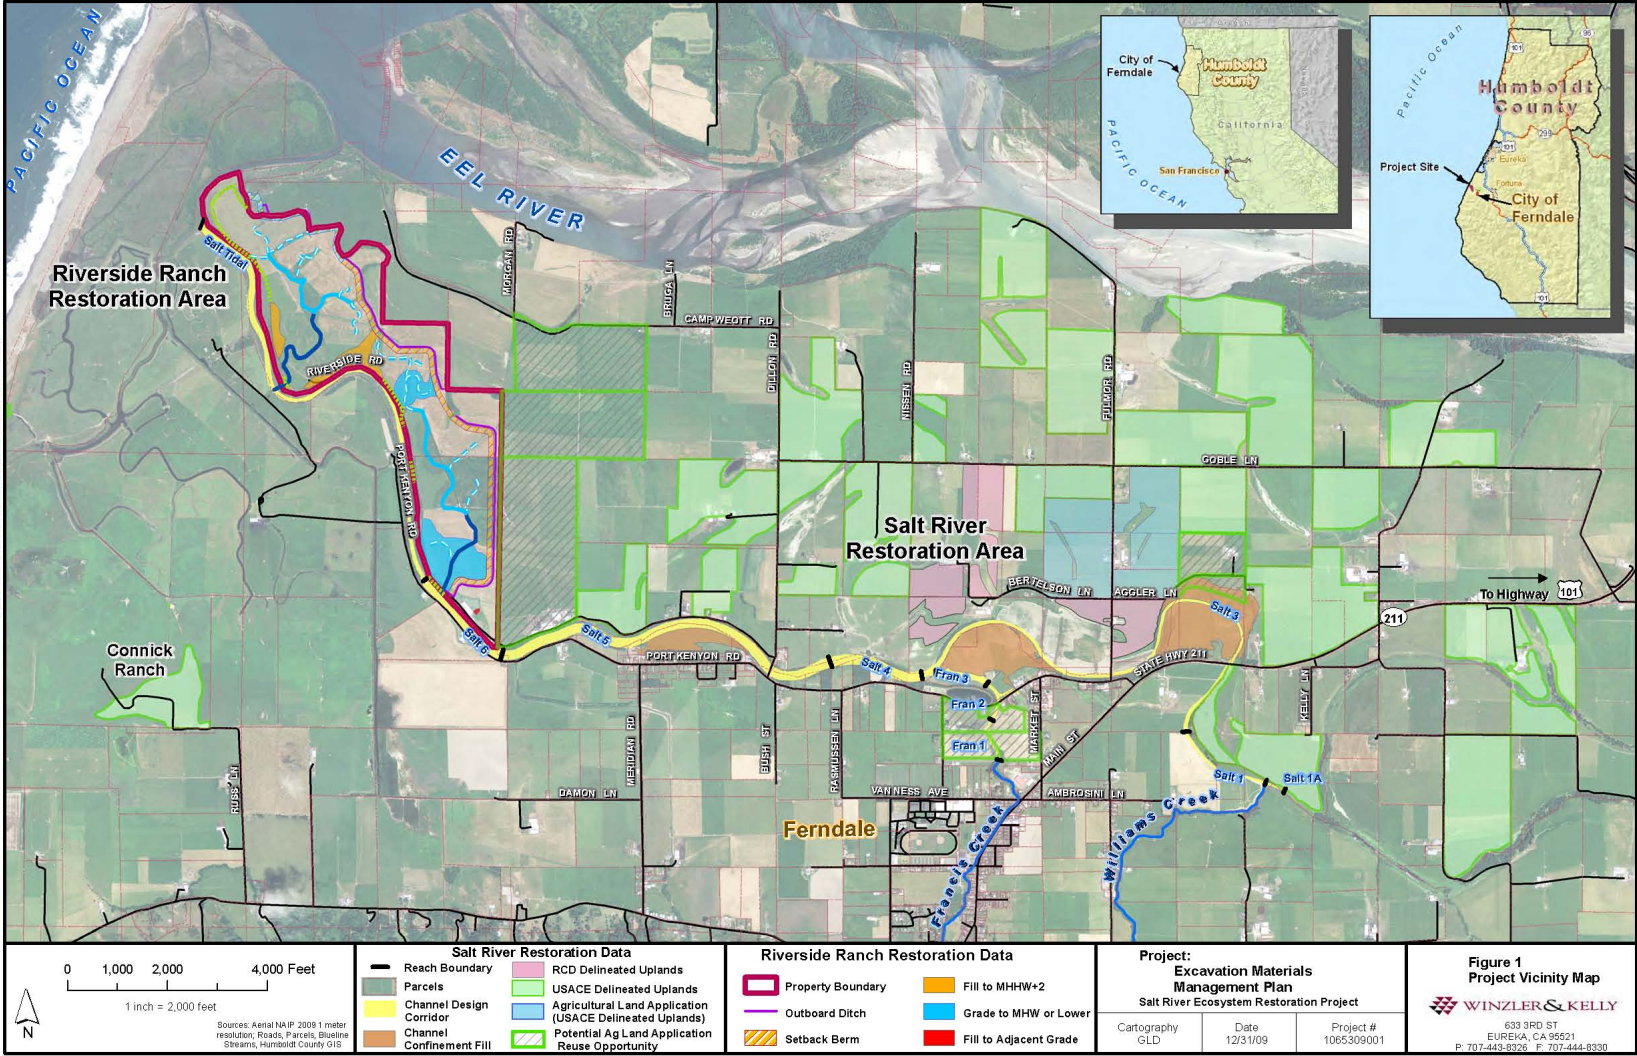 PACIFIC OCEAN
PACIFIC OCEAN
EEL RIVER
Riverside Ranch
Restoration Area
Salt Tidal
RIVERSIDE RD
PORT KENYON RD
MORGAN RD
BRUGA LN
CAMP WEOTT RD
DILLON RD
NISSEN RD
FULMOR RD
GOBLE LN
Salt River
Restoration Area
BERTELSON LN
AGGLER LN
Salt 3
To Highway 101
211
STATE HWY 211
Salt 6
Salt 5
PORT KENYON RD
Salt 4
Fran 3
Fran 2
Fran 1
MARKET ST
MAIN ST
KELLY LN
Salt 1
Salt 1A
Connick
Ranch
RUSS LN
MERIDIAN RD
BUSH ST
RASMUSSEN LN
DAMON LN
VAN NESS AVE
AMBROSINI LN
Ferndale
Francis Creek
Williams Creek
City of
Ferndale
Humboldt
County
Oregon
California
PACIFIC OCEAN
San Francisco
Pacific Ocean
101
96
Humboldt
County
299
101
Eureka
Fortuna
Project Site
City of
Ferndale
101
0 1,000 2,000 4,000 Feet
1 inch = 2,000 feet
N
Sources: Aerial NAIP 2009 1 meter
resolution; Roads, Parcels, Blueline
Streams, Humboldt County GIS
Salt River Restoration Data
Reach Boundary
Parcels
Channel Design
Corridor
Channel
Confinement Fill
RCD Delineated Uplands
USACE Delineated Uplands
Agricultural Land Application
(USACE Delineated Uplands)
Potential Ag Land Application
Reuse Opportunity
Riverside Ranch Restoration Data
Property Boundary
Outboard Ditch
Setback Berm
Fill to MHHW+2
Grade to MHW or Lower
Fill to Adjacent Grade
Project:
Excavation Materials
Management Plan
Salt River Ecosystem Restoration Project
Cartography
GLD
Date
12/31/09
Project #
1065309001
Figure 1
Project Vicinity Map
WINZLER & KELLY
633 3RD ST
EUREKA, CA 95521
P: 707-443-8326 F: 707-444-8330